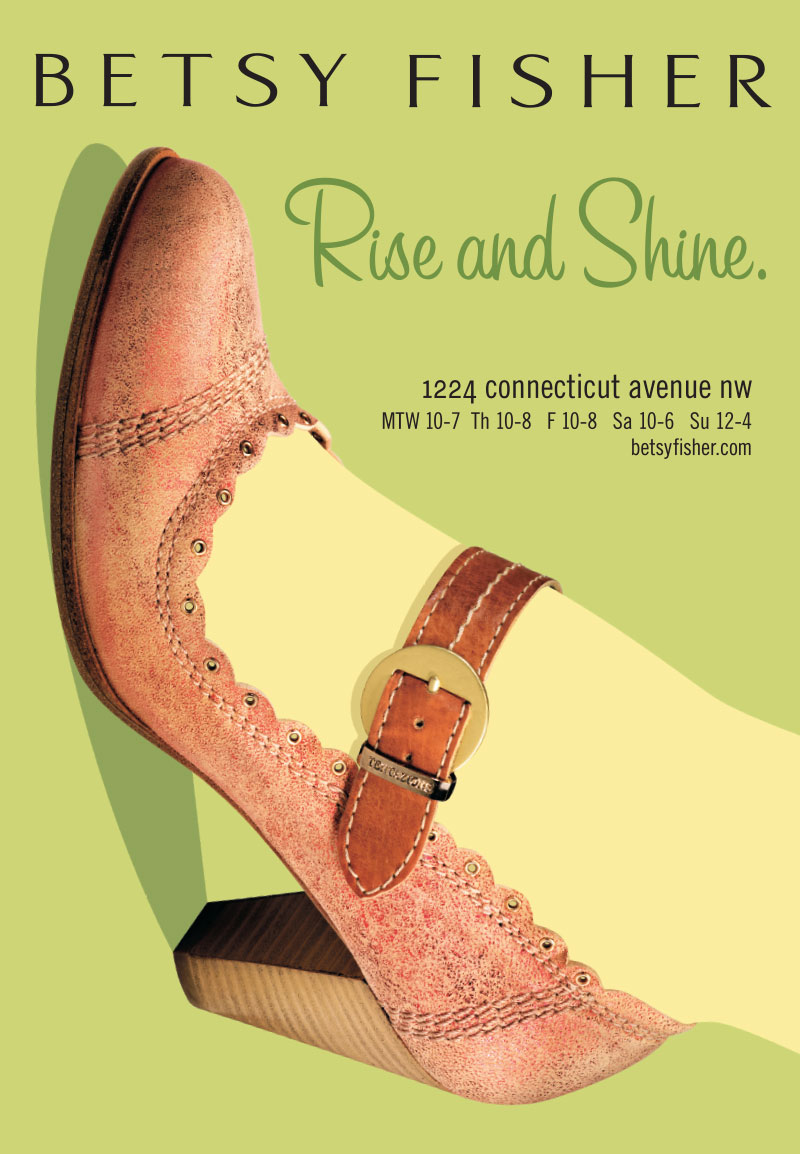 BETSY FISHER
Rise and Shine.
1224 connecticut avenue nw
MTW 10-7 Th 10-8 F 10-8 Sa 10-6 Su 12-4
betsyfisher.com